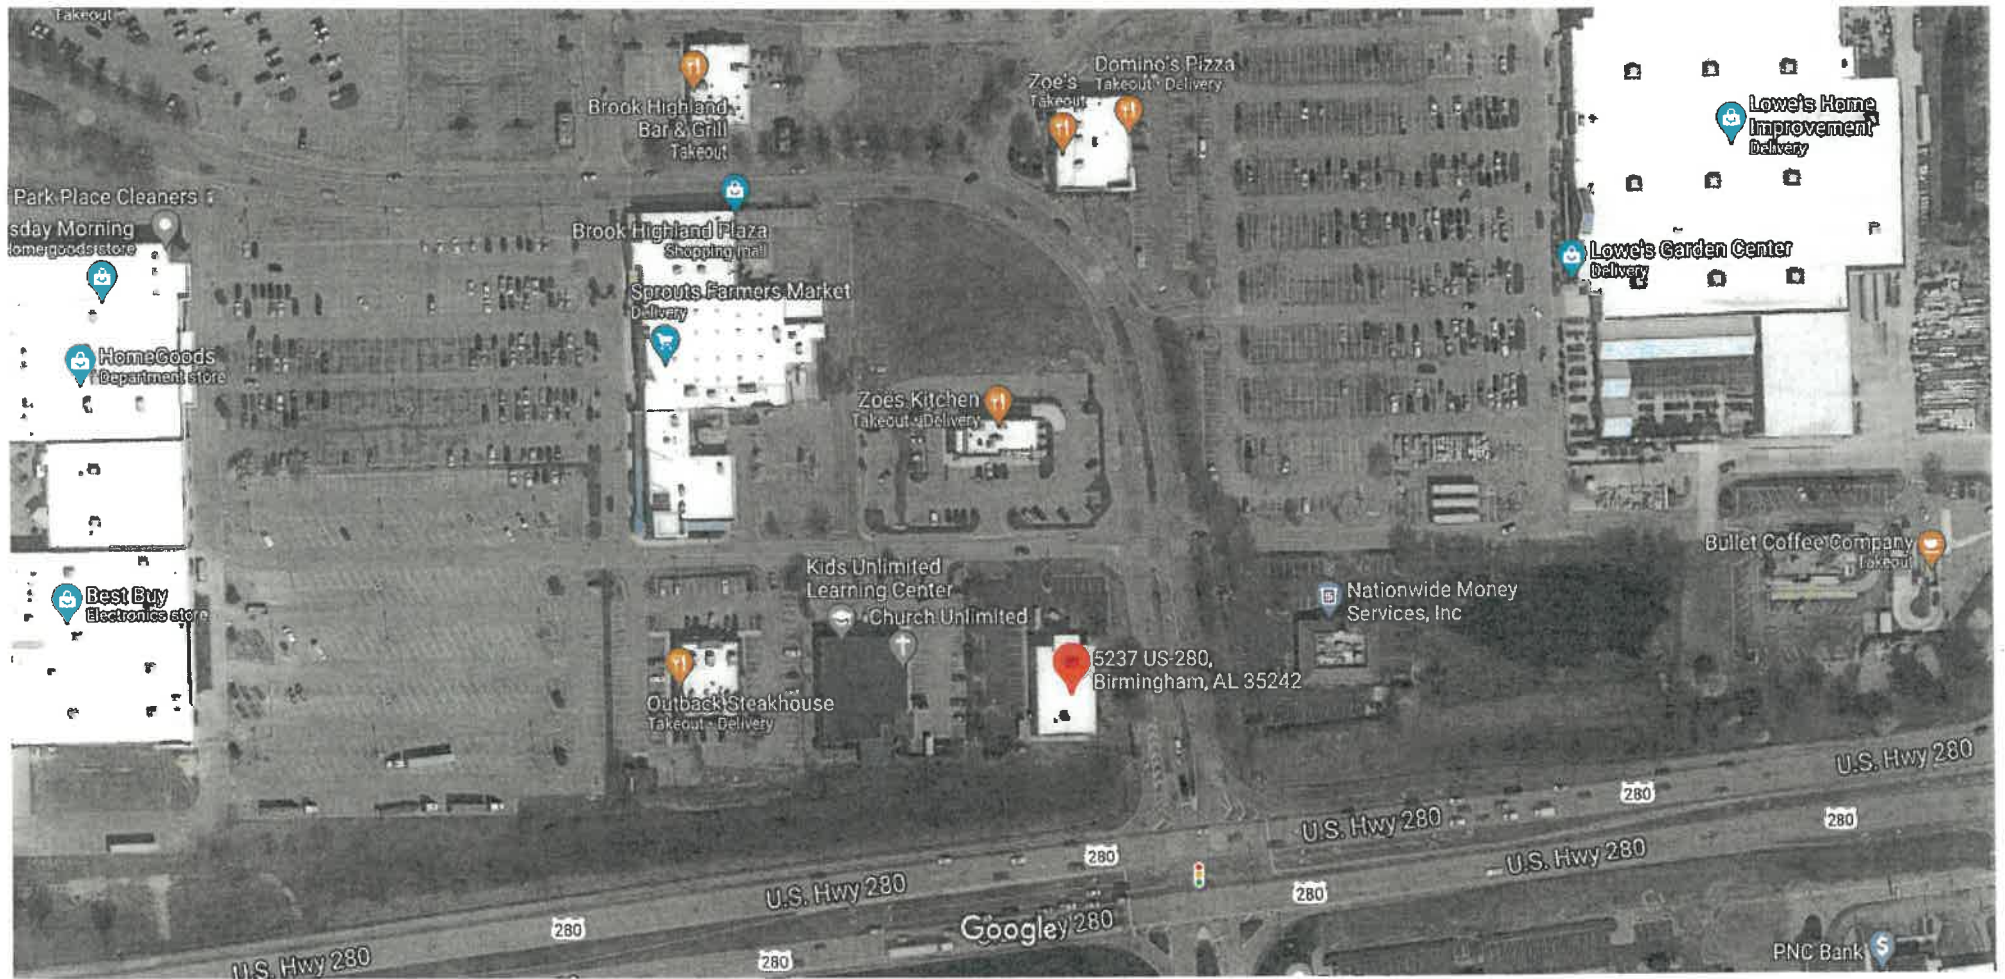 Takeout
Brook Highland
Bar & Grill
Takeout
Zoe's
Takeout
Domino's Pizza
Takeout • Delivery
Lowe's Home
Improvement
Delivery
Park Place Cleaners
sday Morning
Home goods store
Brook Highland Plaza
Shopping mall
Lowe's Garden Center
Delivery
Sprouts Farmers Market
Delivery
HomeGoods
Department store
Zoës Kitchen
Takeout • Delivery
Bullet Coffee Company
Takeout
Best Buy
Electronics store
Kids Unlimited
Learning Center
Church Unlimited
Nationwide Money
Services, Inc
5237 US-280,
Birmingham, AL 35242
Outback Steakhouse
Takeout • Delivery
U.S. Hwy 280
280
280
U.S. Hwy 280
280
U.S. Hwy 280
U.S. Hwy 280
280
Google
y 280
280
U.S. Hwy 280
280
PNC Bank